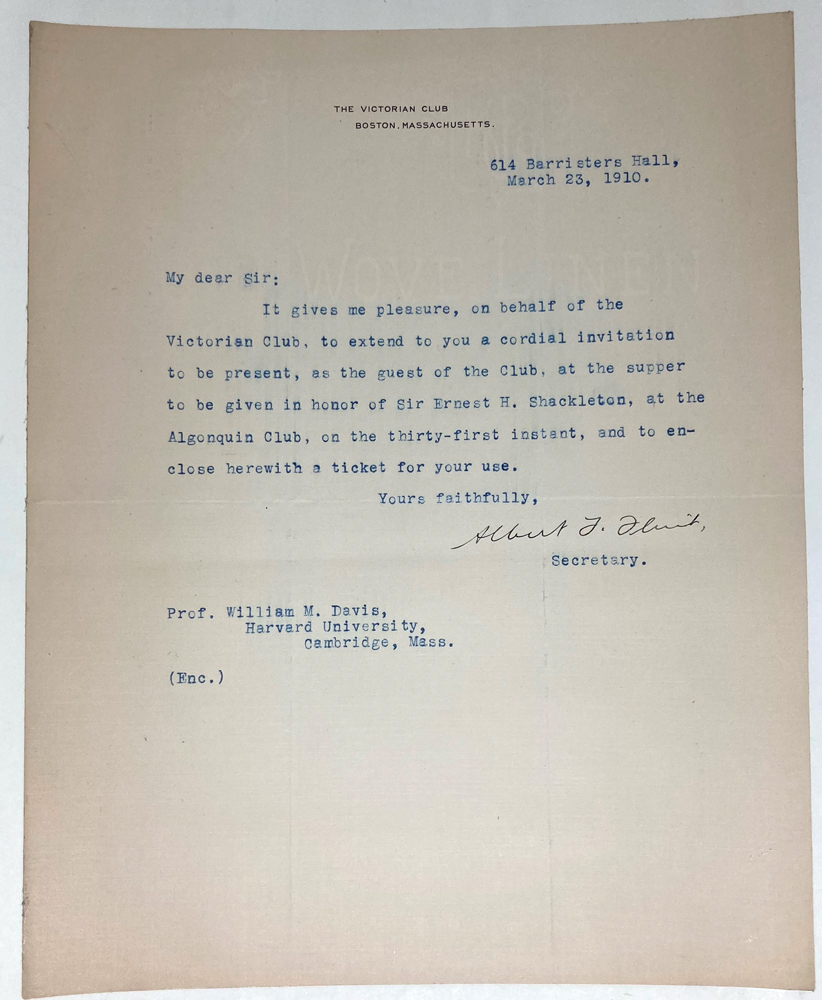 THE VICTORIAN CLUB
BOSTON, MASSACHUSETTS.
614 Barristers Hall,
March 23, 1910.
My dear Sir:
It gives me pleasure, on behalf of the
Victorian Club, to extend to you a cordial invitation
to be present, as the guest of the Club, at the supper
to be given in honor of Sir Ernest H. Shackleton, at the
Algonquin Club, on the thirty-first instant, and to en-
close herewith a ticket for your use.
Yours faithfully,
Albert F. Flint,
Secretary.
Prof. William M. Davis,
Harvard University,
Cambridge, Mass.
(Enc.)